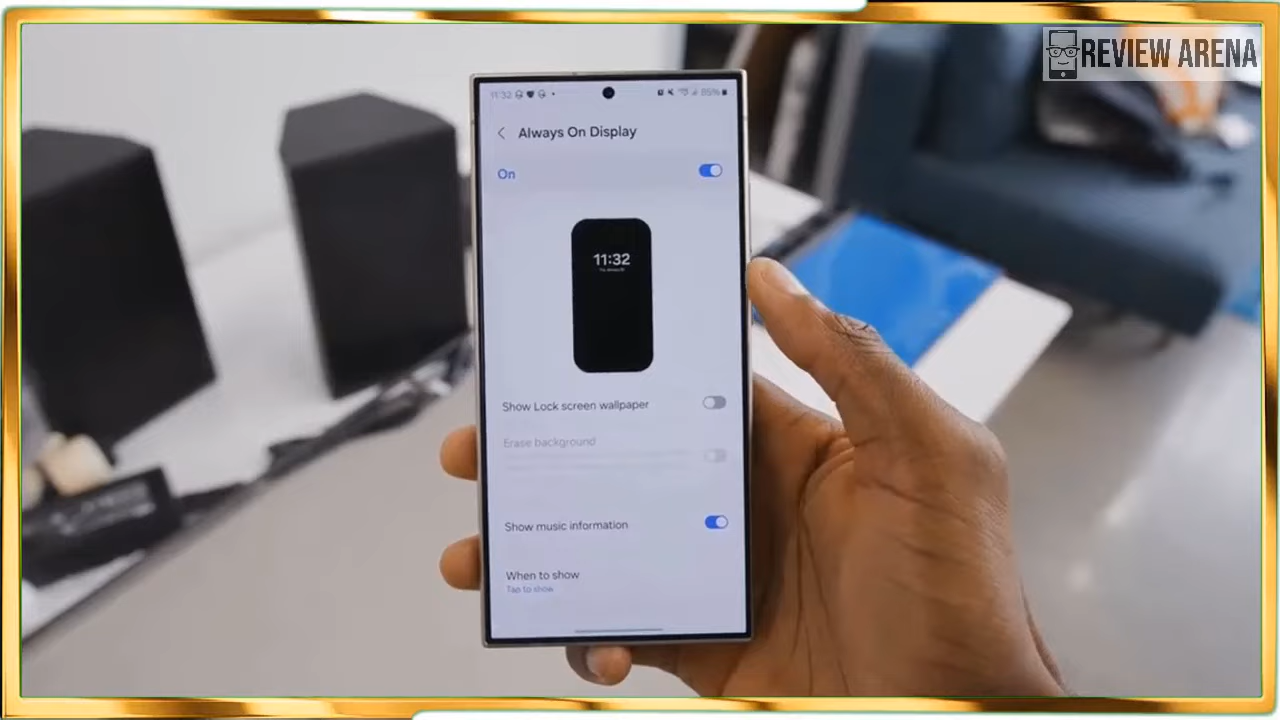 REVIEW ARENA
11:32
85%
Always On Display
On
11:32
Show Lock screen wallpaper
Erase background
Show music information
When to show
Tap to show